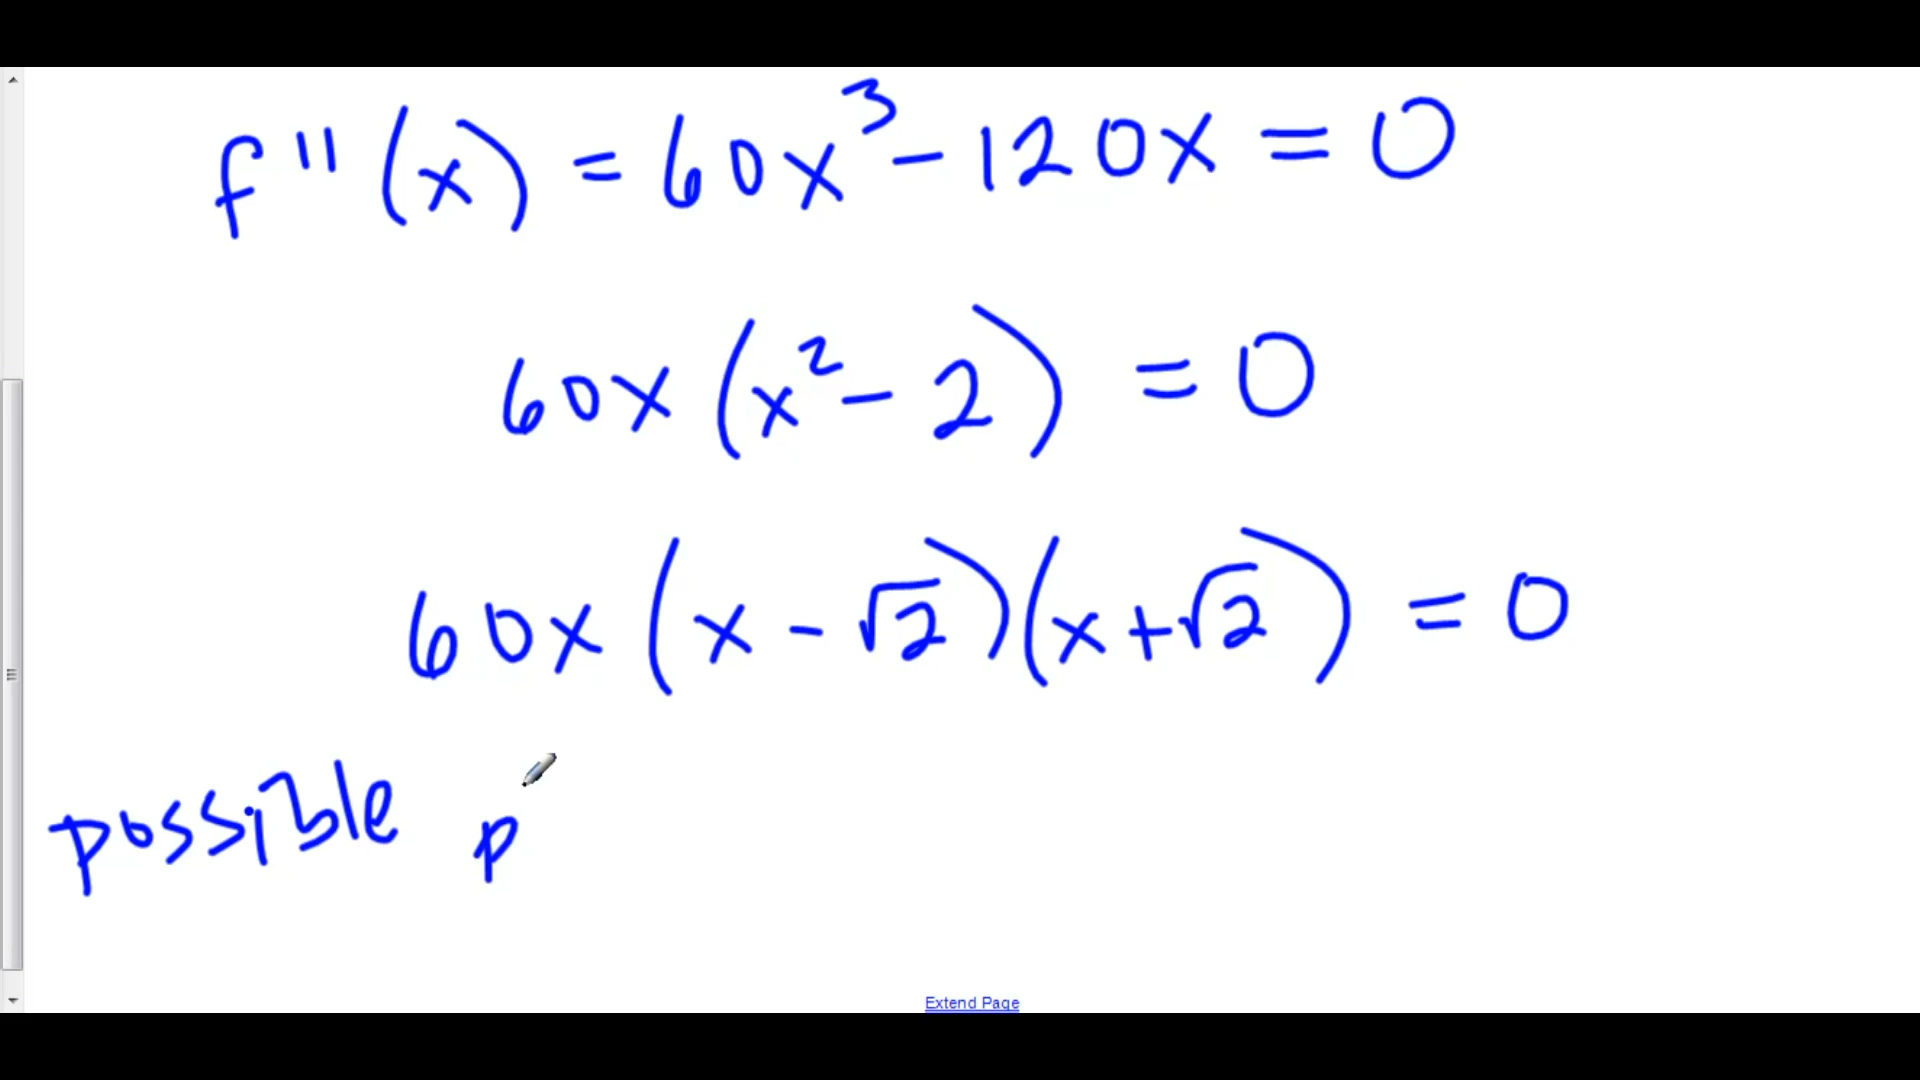 f''(x) = 60x³ - 120x = 0
60x(x² - 2) = 0
60x(x - √2)(x + √2) = 0
possible p
Extend Page